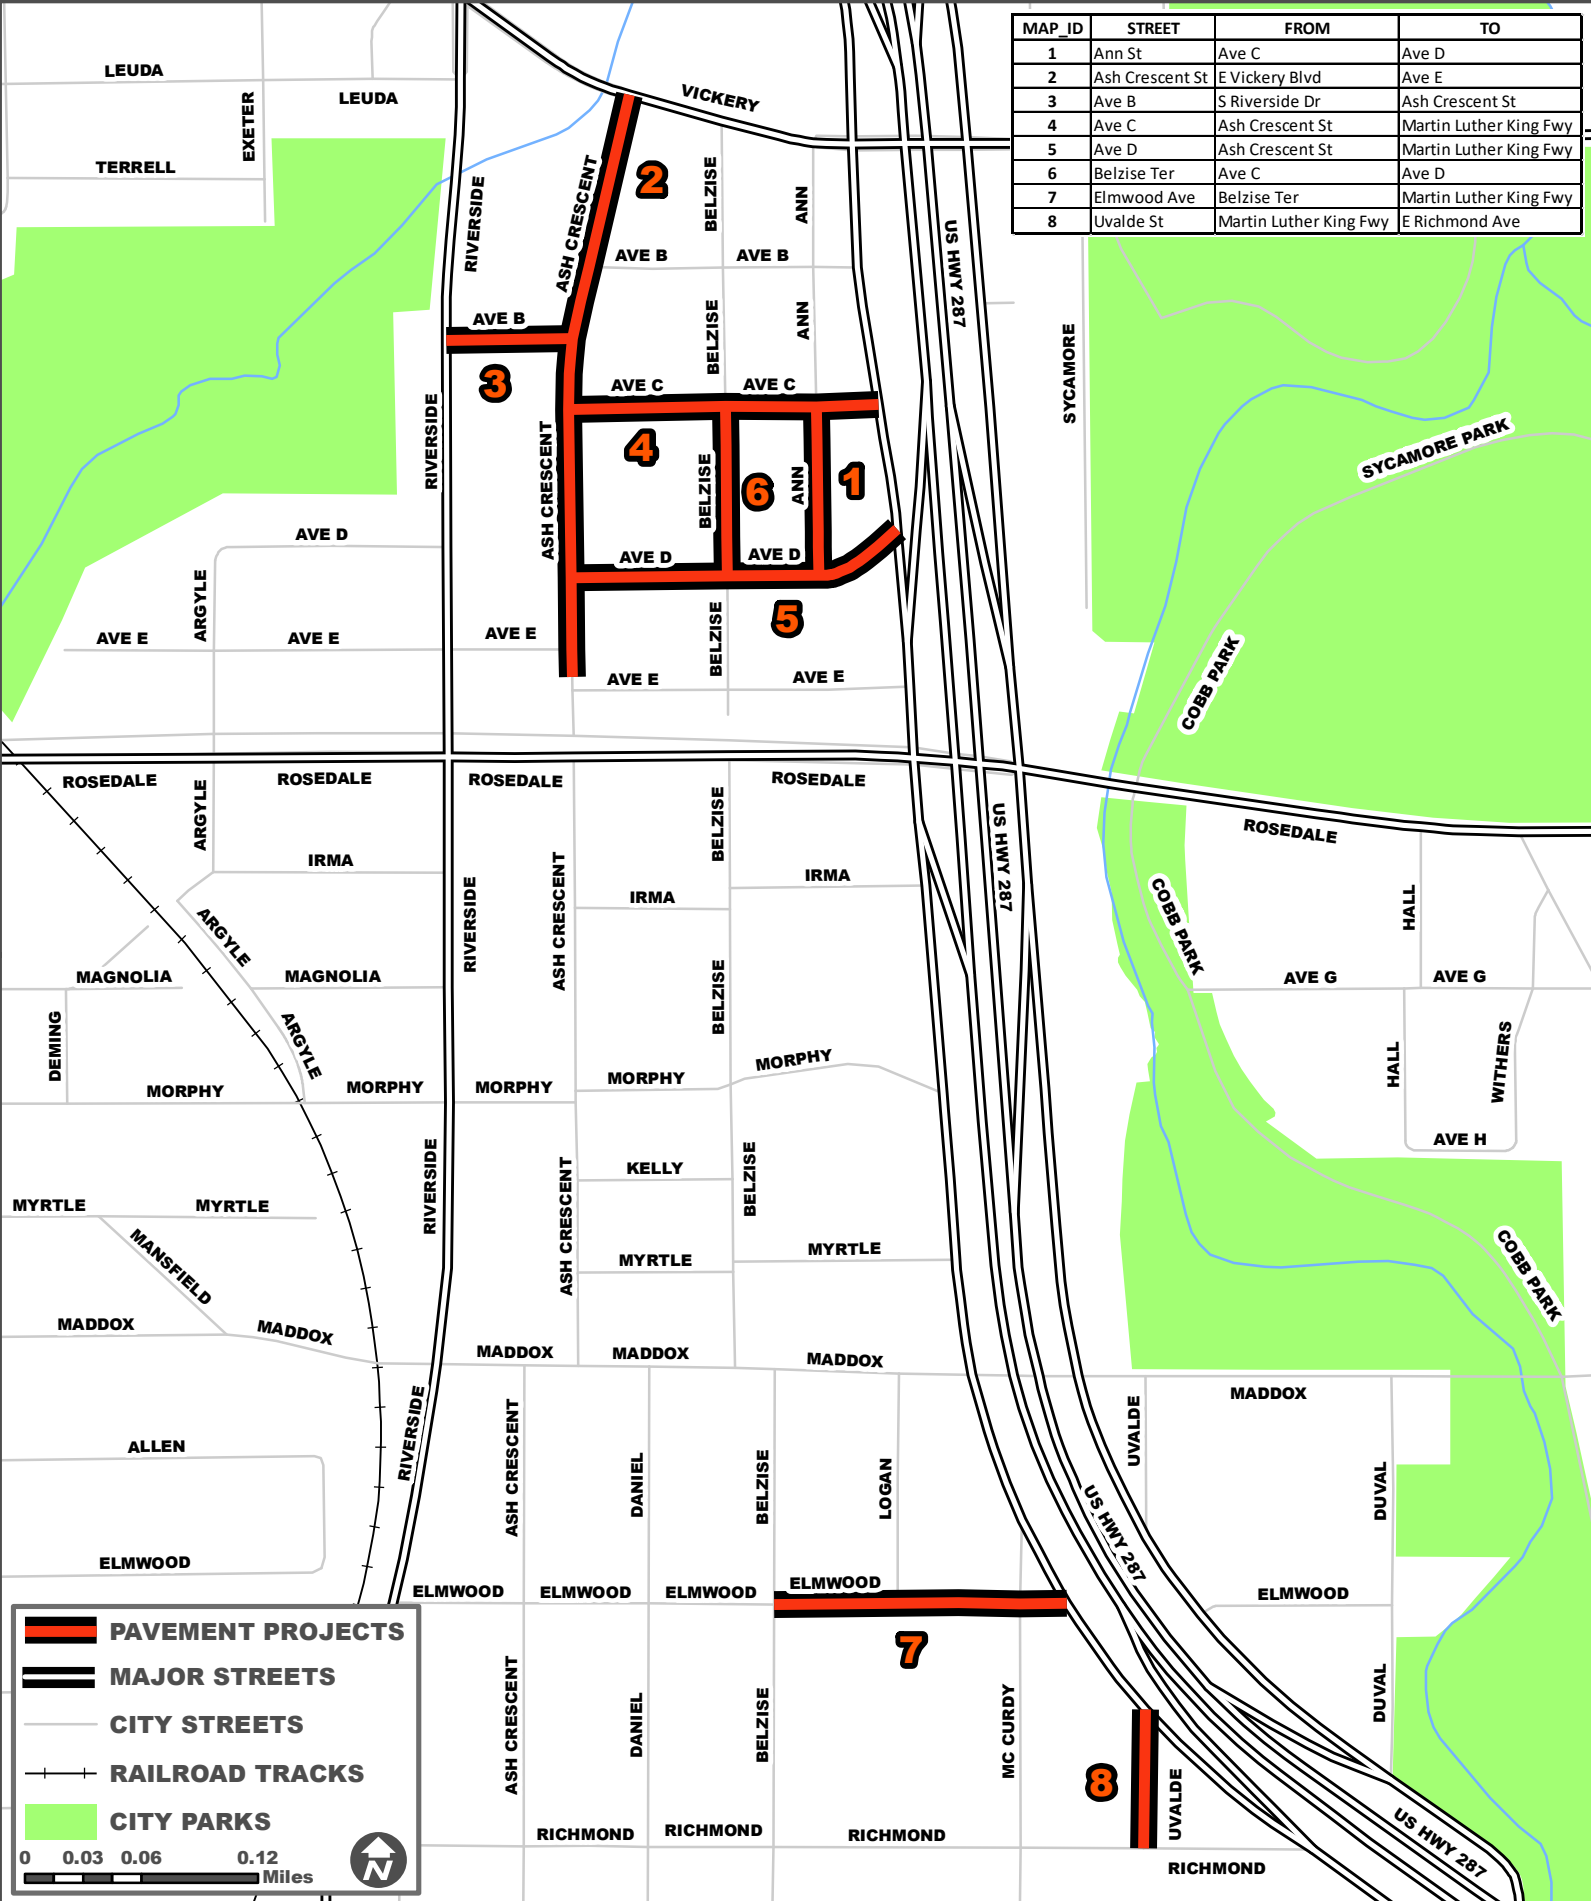 MAP_ID STREET FROM TO
1 Ann St Ave C Ave D
2 Ash Crescent St E Vickery Blvd Ave E
3 Ave B S Riverside Dr Ash Crescent St
4 Ave C Ash Crescent St Martin Luther King Fwy
5 Ave D Ash Crescent St Martin Luther King Fwy
6 Belzise Ter Ave C Ave D
7 Elmwood Ave Belzise Ter Martin Luther King Fwy
8 Uvalde St Martin Luther King Fwy E Richmond Ave
LEUDA
LEUDA
EXETER
VICKERY
TERRELL
RIVERSIDE
ASH CRESCENT
2
BELZISE
ANN
US HWY 287
AVE B
AVE B
AVE B
BELZISE
ANN
SYCAMORE
3
AVE C
AVE C
RIVERSIDE
ASH CRESCENT
4
BELZISE
6
ANN
1
SYCAMORE PARK
AVE D
AVE D
AVE D
ARGYLE
5
AVE E
AVE E
AVE E
BELZISE
COBB PARK
AVE E
AVE E
ROSEDALE
ROSEDALE
ROSEDALE
ROSEDALE
ARGYLE
BELZISE
US HWY 287
ROSEDALE
IRMA
IRMA
IRMA
ASH CRESCENT
RIVERSIDE
ARGYLE
COBB PARK
HALL
MAGNOLIA
MAGNOLIA
BELZISE
AVE G
AVE G
DEMING
ARGYLE
MORPHY
MORPHY
MORPHY
MORPHY
MORPHY
HALL
WITHERS
AVE H
RIVERSIDE
ASH CRESCENT
KELLY
BELZISE
MYRTLE
MYRTLE
MANSFIELD
MYRTLE
MYRTLE
COBB PARK
MADDOX
MADDOX
MADDOX
MADDOX
MADDOX
MADDOX
RIVERSIDE
ALLEN
ASH CRESCENT
DANIEL
BELZISE
LOGAN
UVALDE
DUVAL
US HWY 287
ELMWOOD
ELMWOOD
ELMWOOD
ELMWOOD
ELMWOOD
ELMWOOD
7
ASH CRESCENT
DANIEL
BELZISE
MC CURDY
DUVAL
8
UVALDE
US HWY 287
RICHMOND
RICHMOND
RICHMOND
RICHMOND
PAVEMENT PROJECTS
MAJOR STREETS
CITY STREETS
RAILROAD TRACKS
CITY PARKS
0 0.03 0.06 0.12
Miles
N